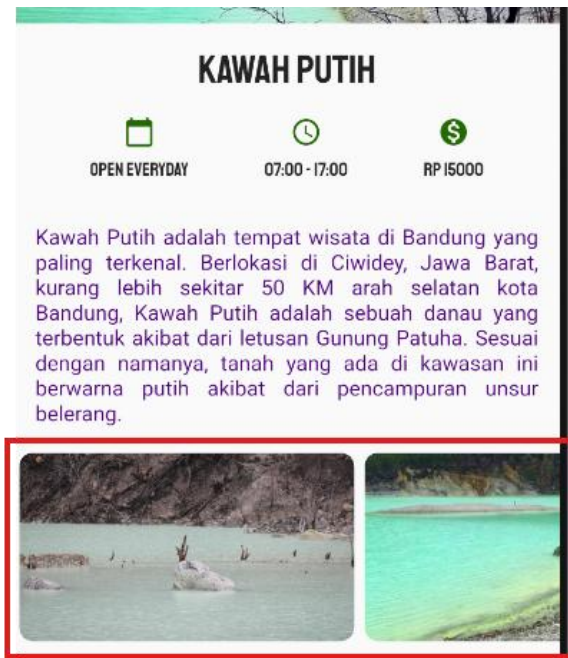 KAWAH PUTIH
OPEN EVERYDAY
07:00 - 17:00
RP 15000
Kawah Putih adalah tempat wisata di Bandung yang
paling terkenal. Berlokasi di Ciwidey, Jawa Barat,
kurang lebih sekitar 50 KM arah selatan kota
Bandung, Kawah Putih adalah sebuah danau yang
terbentuk akibat dari letusan Gunung Patuha. Sesuai
dengan namanya, tanah yang ada di kawasan ini
berwarna putih akibat dari pencampuran unsur
belerang.